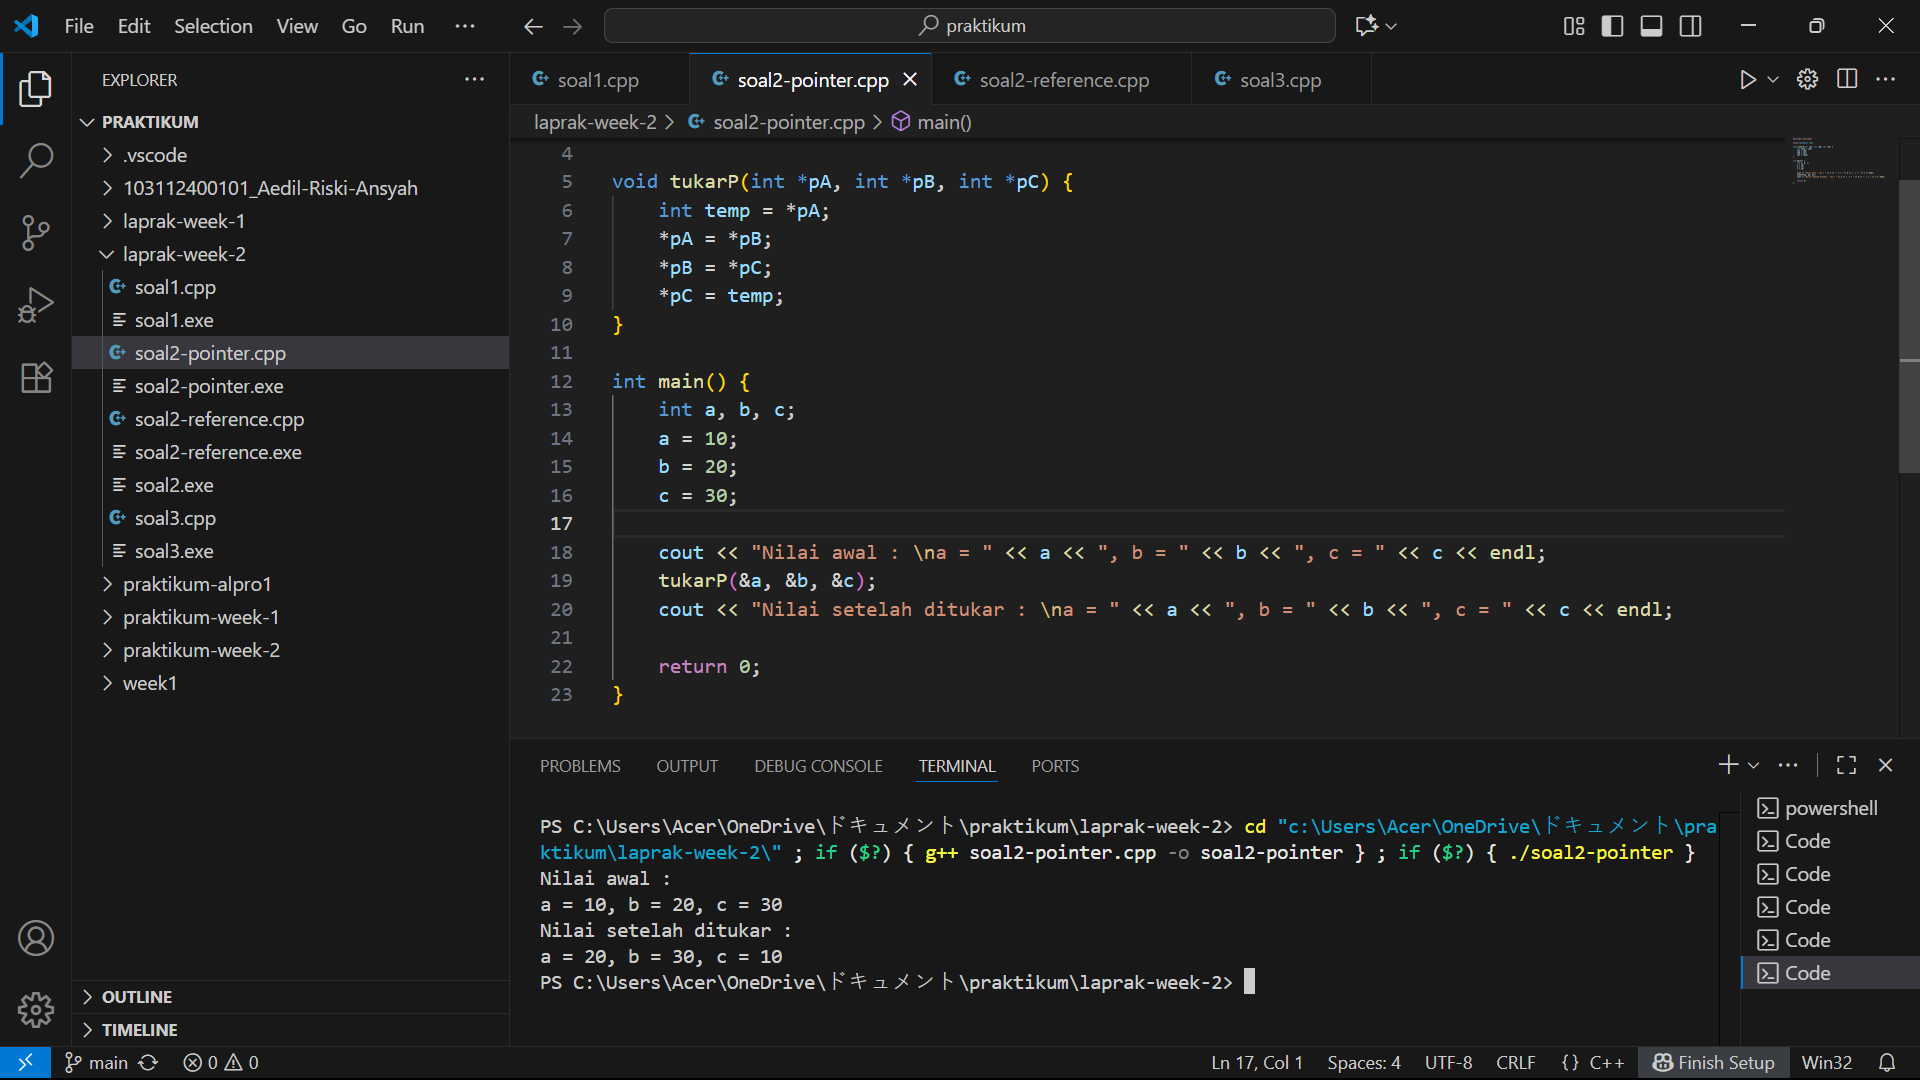 File Edit Selection View Go Run ··· praktikum
EXPLORER
PRAKTIKUM
.vscode
103112400101_Aedil-Riski-Ansyah
laprak-week-1
laprak-week-2
soal1.cpp
soal1.exe
soal2-pointer.cpp
soal2-pointer.exe
soal2-reference.cpp
soal2-reference.exe
soal2.exe
soal3.cpp
soal3.exe
praktikum-alpro1
praktikum-week-1
praktikum-week-2
week1
OUTLINE
TIMELINE
soal1.cpp soal2-pointer.cpp soal2-reference.cpp soal3.cpp
laprak-week-2 > soal2-pointer.cpp > main()
4
5 void tukarP(int *pA, int *pB, int *pC) {
6 int temp = *pA;
7 *pA = *pB;
8 *pB = *pC;
9 *pC = temp;
10 }
11
12 int main() {
13 int a, b, c;
14 a = 10;
15 b = 20;
16 c = 30;
17
18 cout << "Nilai awal : \na = " << a << ", b = " << b << ", c = " << c << endl;
19 tukarP(&a, &b, &c);
20 cout << "Nilai setelah ditukar : \na = " << a << ", b = " << b << ", c = " << c << endl;
21
22 return 0;
23 }
PROBLEMS OUTPUT DEBUG CONSOLE TERMINAL PORTS
PS C:\Users\Acer\OneDrive\ドキュメント\praktikum\laprak-week-2> cd "c:\Users\Acer\OneDrive\ドキュメント\pra
ktikum\laprak-week-2\" ; if ($?) { g++ soal2-pointer.cpp -o soal2-pointer } ; if ($?) { ./soal2-pointer }
Nilai awal :
a = 10, b = 20, c = 30
Nilai setelah ditukar :
a = 20, b = 30, c = 10
PS C:\Users\Acer\OneDrive\ドキュメント\praktikum\laprak-week-2>
powershell
Code
Code
Code
Code
Code
main 0 0 Ln 17, Col 1 Spaces: 4 UTF-8 CRLF {} C++ Finish Setup Win32